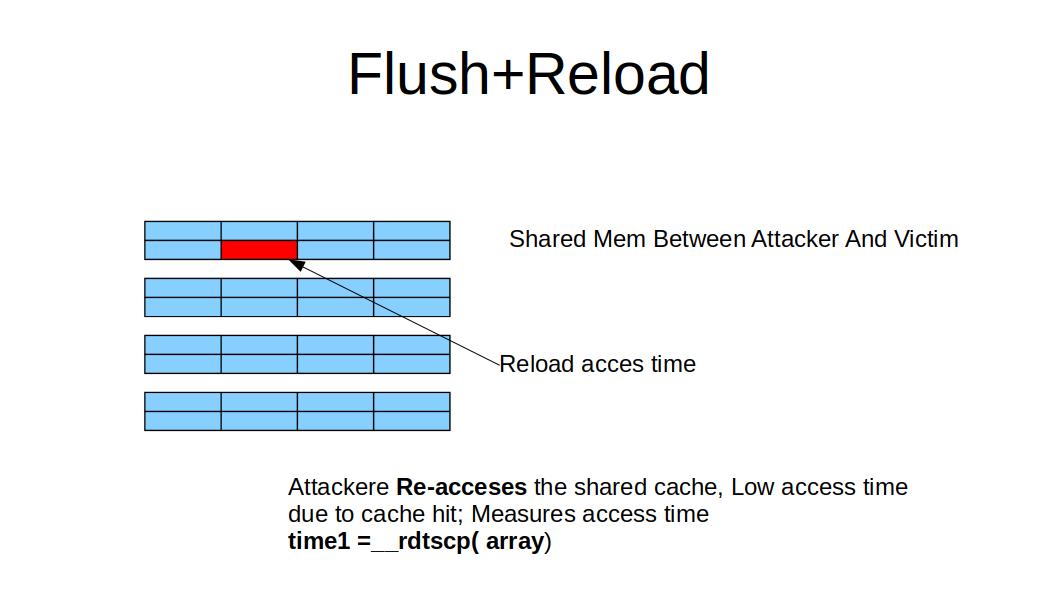 Flush+Reload
Shared Mem Between Attacker And Victim
Reload acces time
Attackere Re-acceses the shared cache, Low access time
due to cache hit; Measures access time
time1 =__rdtscp( array)